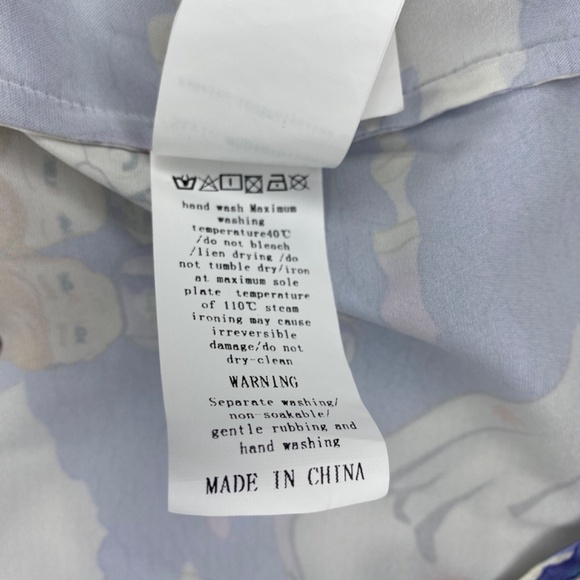 hand wash Maximum
washing
temperature40℃
/do not bleach
/lien drying /do
not tumble dry/iron
at maximum sole
plate temperature
of 110℃ steam
ironing may cause
irreversible
damage/do not
dry-clean
WARNING
Separate washing/
non-soakable/
gentle rubbing and
hand washing
MADE IN CHINA